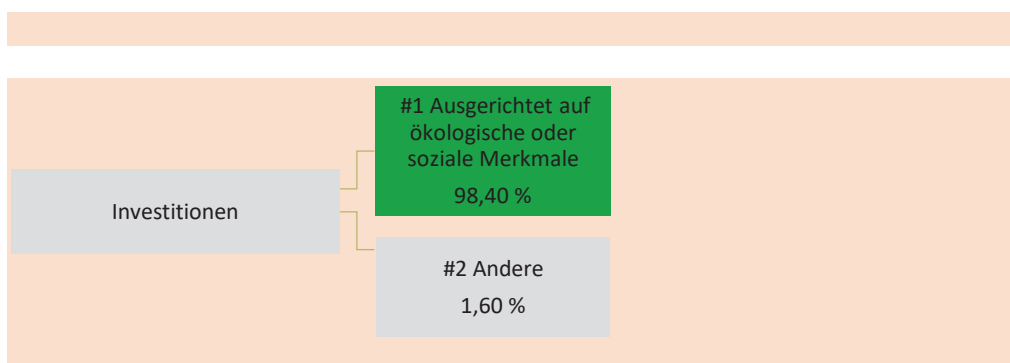 #1 Ausgerichtet auf
ökologische oder
soziale Merkmale
98,40 %
Investitionen
#2 Andere
1,60 %